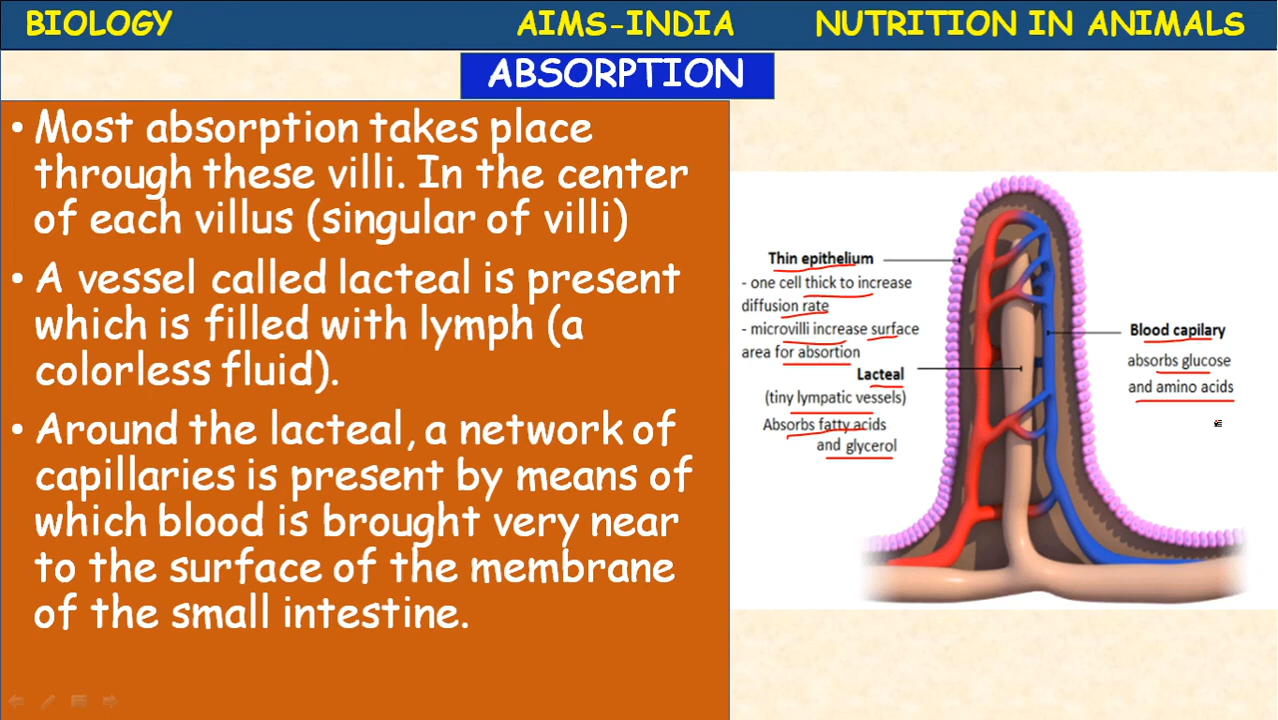 BIOLOGY AIMS-INDIA NUTRITION IN ANIMALS
ABSORPTION
• Most absorption takes place
through these villi. In the center
of each villus (singular of villi)
• A vessel called lacteal is present
which is filled with lymph (a
colorless fluid).
• Around the lacteal, a network of
capillaries is present by means of
which blood is brought very near
to the surface of the membrane
of the small intestine.
Thin epithelium
- one cell thick to increase
diffusion rate
- microvilli increase surface
area for absortion
Lacteal
(tiny lympatic vessels)
Absorbs fatty acids
and glycerol
Blood capilary
absorbs glucose
and amino acids